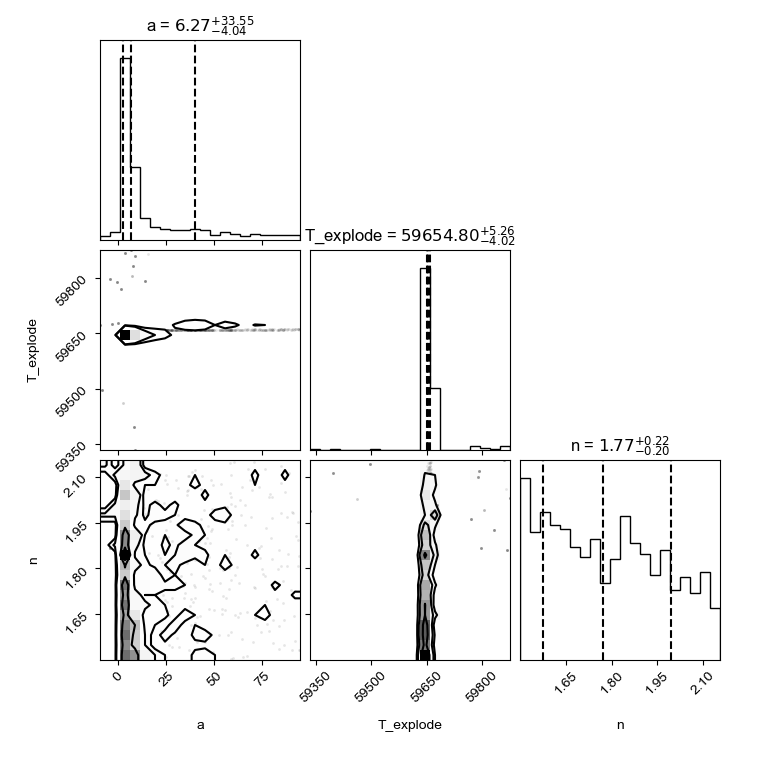 a = 6.27^{+33.55}_{-4.04}
T_explode = 59654.80^{+5.26}_{-4.02}
59800
59650
59500
59350
T_explode
n = 1.77^{+0.22}_{-0.20}
2.10
1.95
1.80
1.65
n
0 25 50 75
59350 59500 59650 59800
1.65 1.80 1.95 2.10
a T_explode n